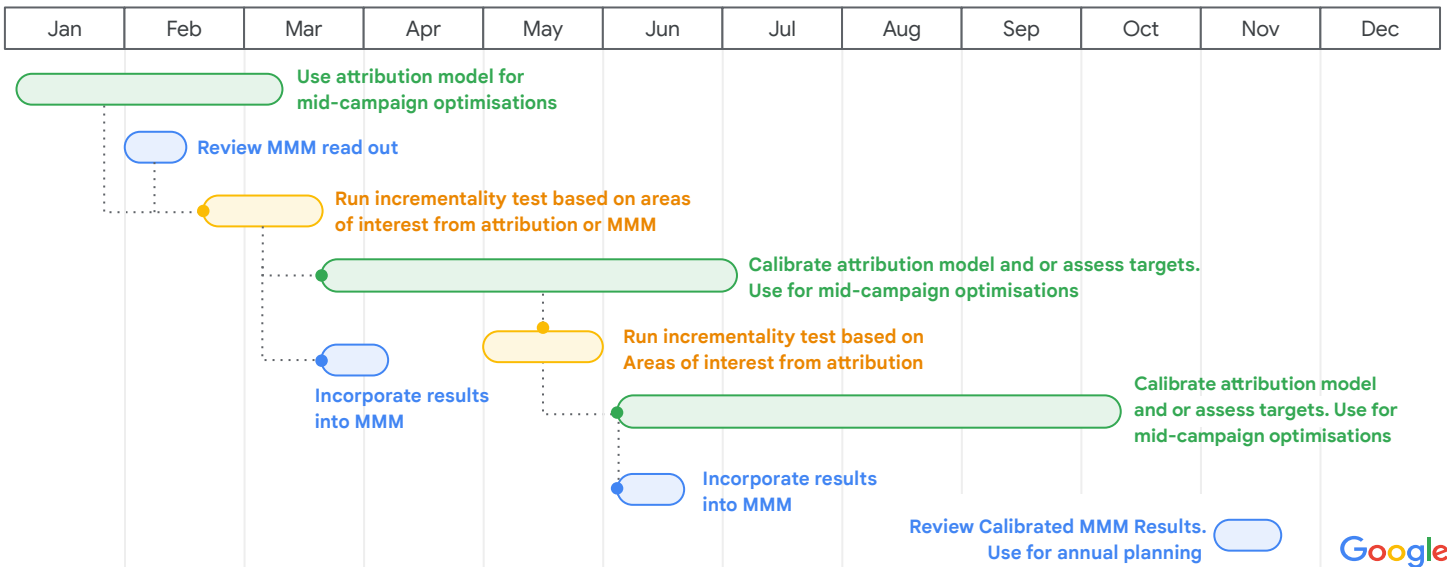 Jan Feb Mar Apr May Jun Jul Aug Sep Oct Nov Dec
Use attribution model for
mid-campaign optimisations
Review MMM read out
Run incrementality test based on areas
of interest from attribution or MMM
Calibrate attribution model and or assess targets.
Use for mid-campaign optimisations
Run incrementality test based on
Areas of interest from attribution
Incorporate results
into MMM
Calibrate attribution model
and or assess targets. Use for
mid-campaign optimisations
Incorporate results
into MMM
Review Calibrated MMM Results.
Use for annual planning
Google